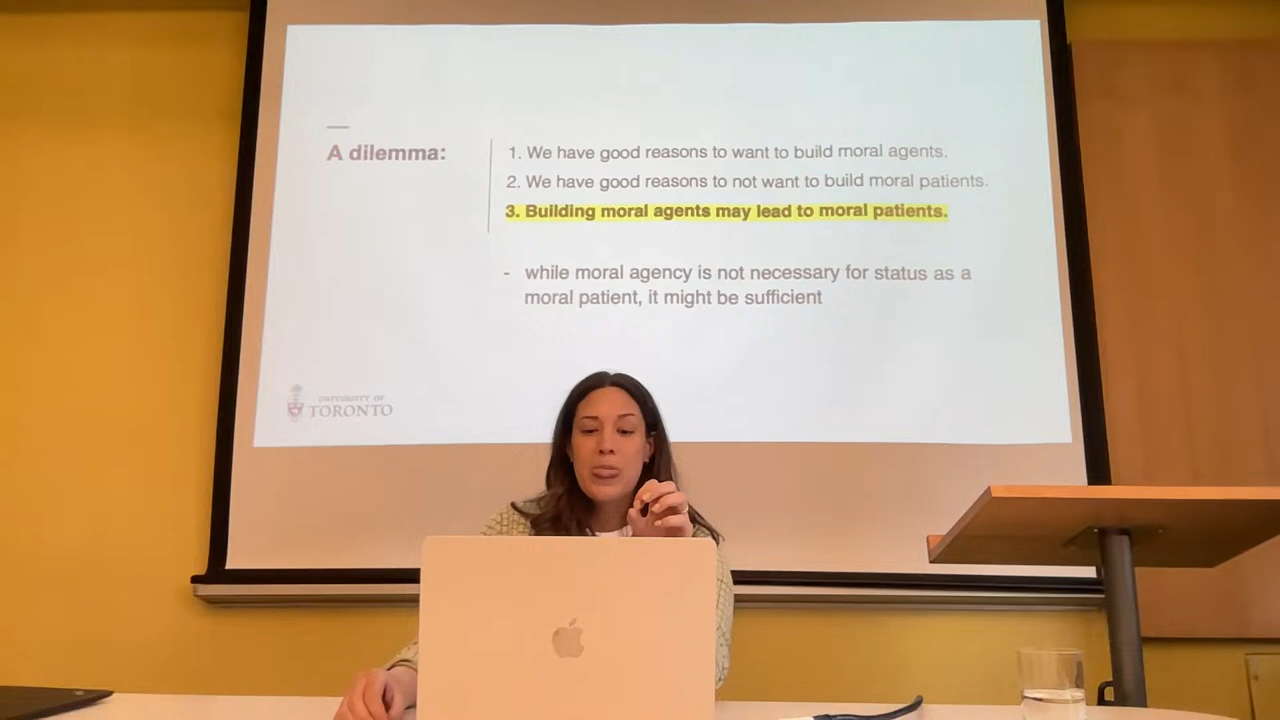 A dilemma:
1. We have good reasons to want to build moral agents.
2. We have good reasons to not want to build moral patients.
3. Building moral agents may lead to moral patients.
- while moral agency is not necessary for status as a
moral patient, it might be sufficient
UNIVERSITY OF
TORONTO